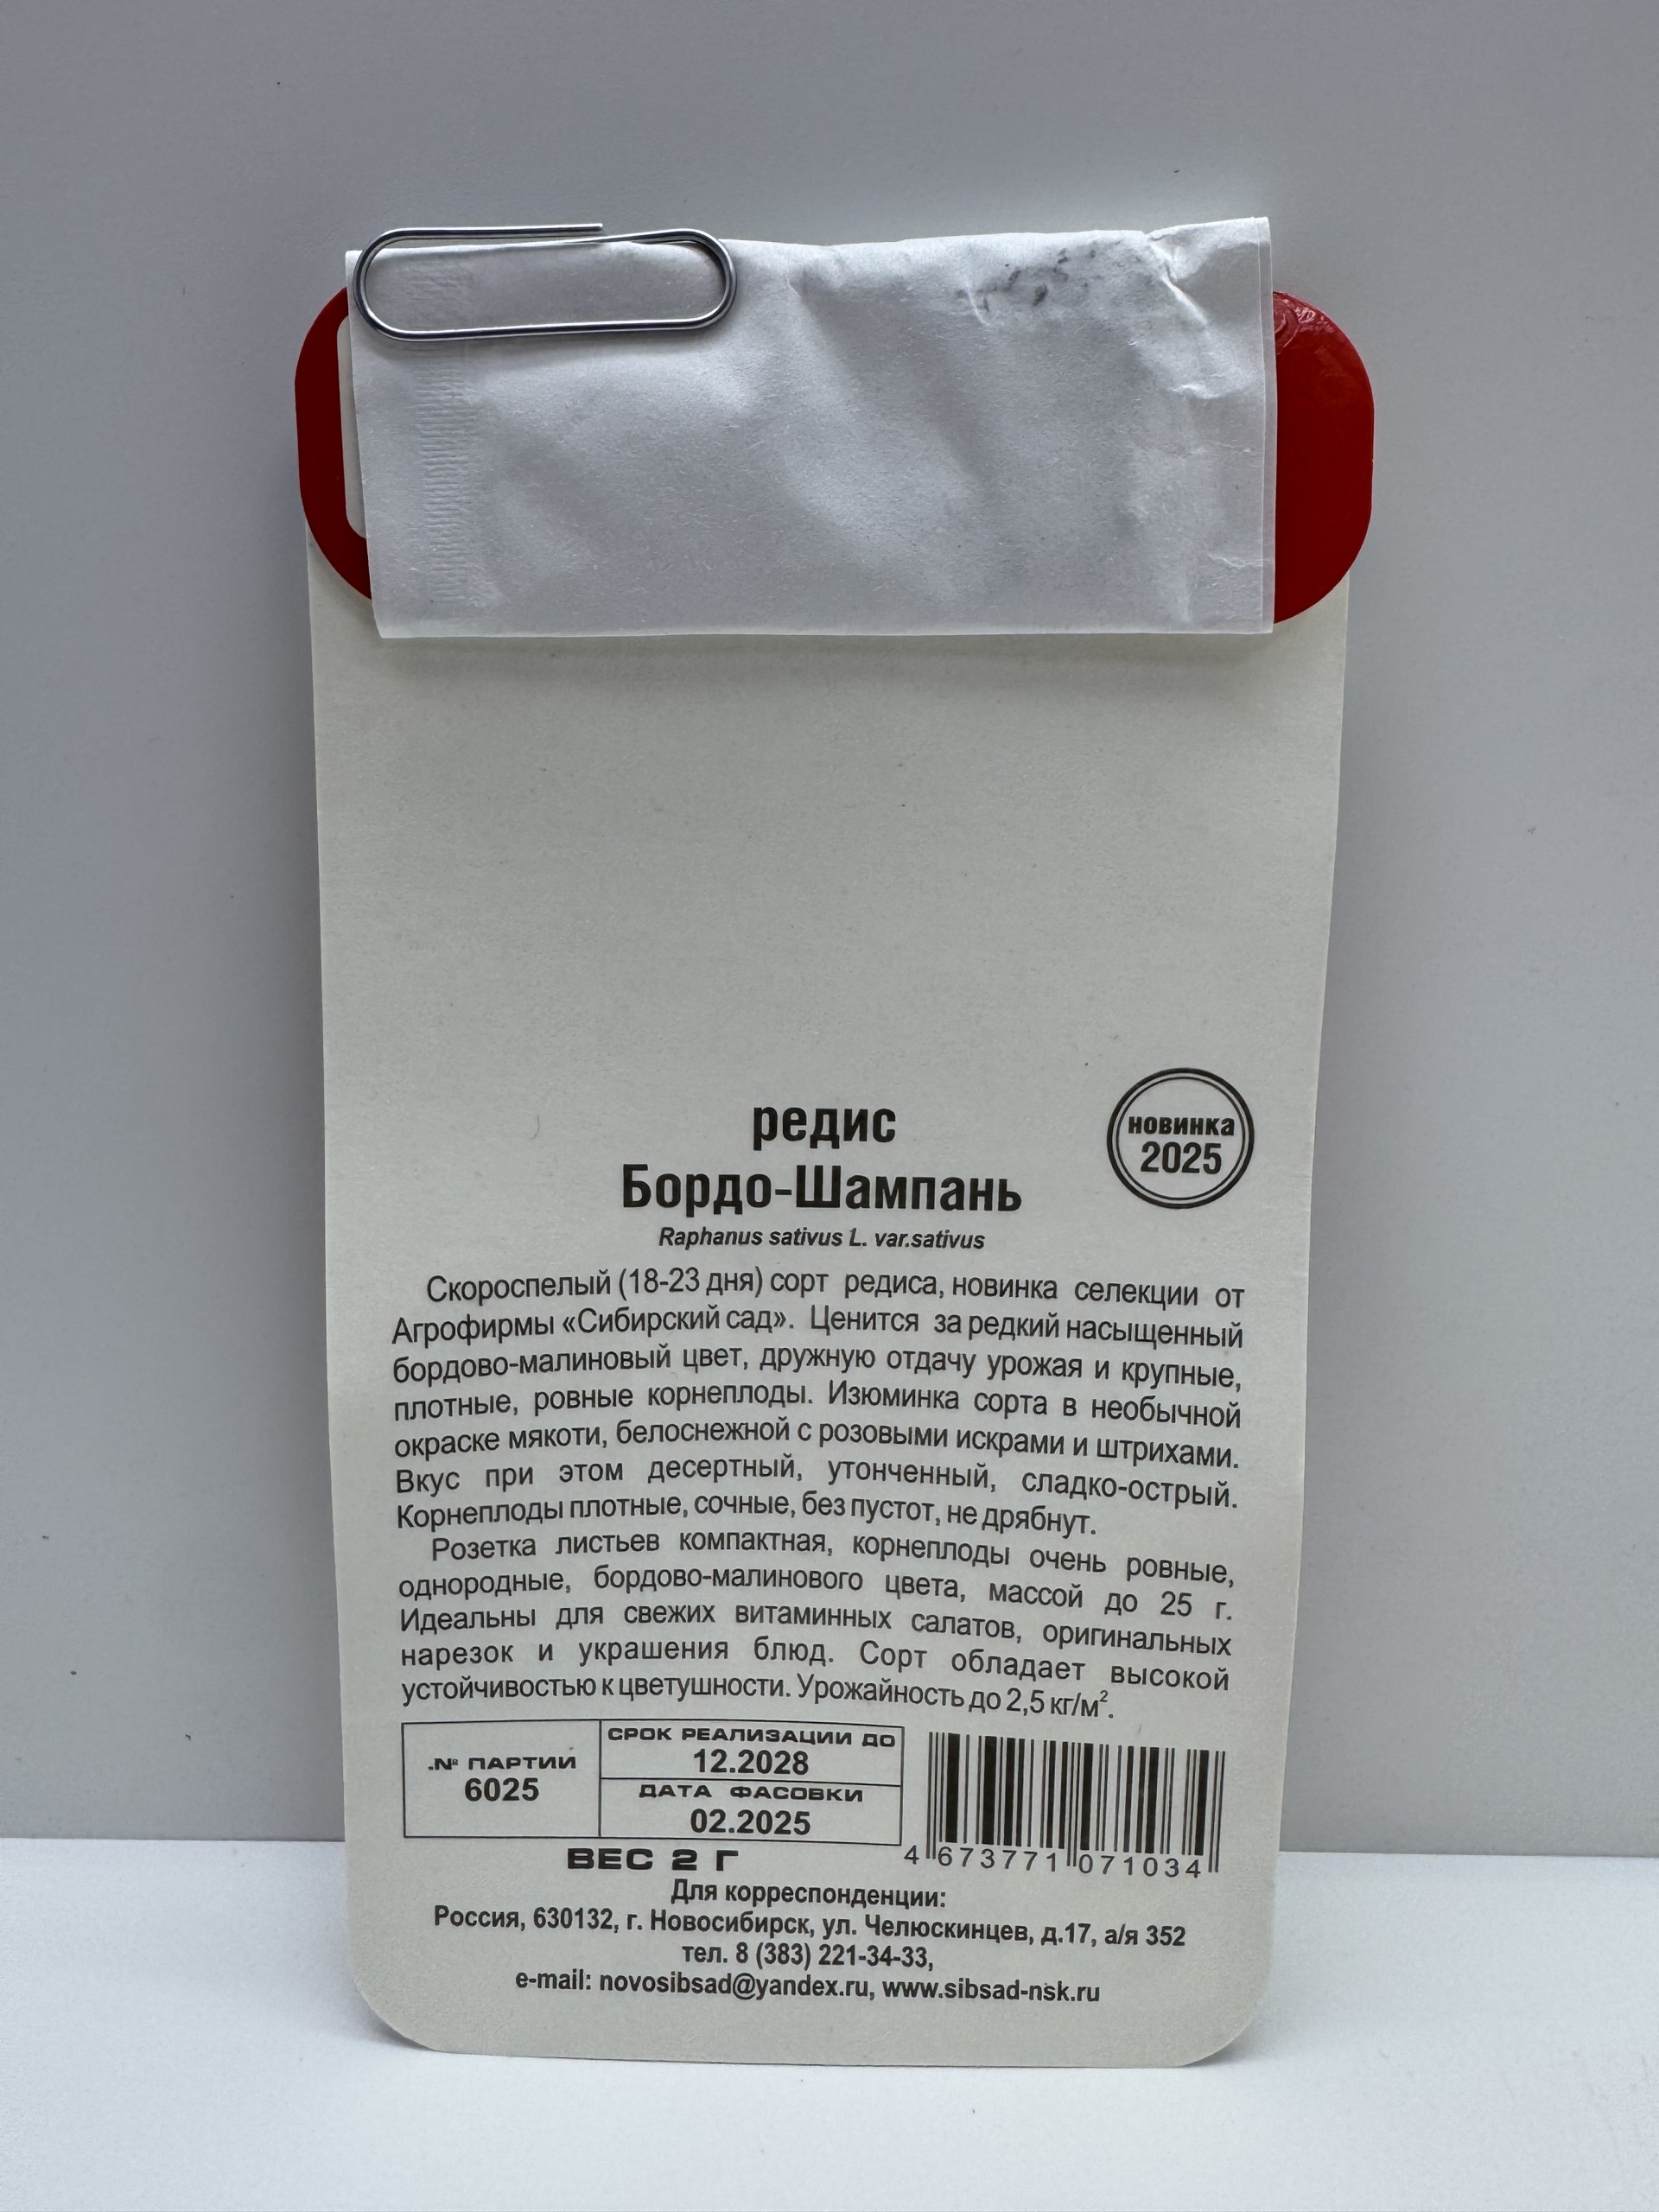 редис
Бордо-Шампань
новинка
2025
Raphanus sativus L. var.sativus
Скороспелый (18-23 дня) сорт редиса, новинка селекции от
Агрофирмы «Сибирский сад». Ценится за редкий насыщенный
бордово-малиновый цвет, дружную отдачу урожая и крупные,
плотные, ровные корнеплоды. Изюминка сорта в необычной
окраске мякоти, белоснежной с розовыми искрами и штрихами.
Вкус при этом десертный, утонченный, сладко-острый.
Корнеплоды плотные, сочные, без пустот, не дрябнут.
Розетка листьев компактная, корнеплоды очень ровные,
однородные, бордово-малинового цвета, массой до 25 г.
Идеальны для свежих витаминных салатов, оригинальных
нарезок и украшения блюд. Сорт обладает высокой
устойчивостью к цветушности. Урожайность до 2,5 кг/м².
№ ПАРТИИ
6025
СРОК РЕАЛИЗАЦИИ ДО
12.2028
ДАТА ФАСОВКИ
02.2025
ВЕС 2 Г
4 673771 071034
Для корреспонденции:
Россия, 630132, г. Новосибирск, ул. Челюскинцев, д.17, а/я 352
тел. 8 (383) 221-34-33,
e-mail: novosibsad@yandex.ru, www.sibsad-nsk.ru